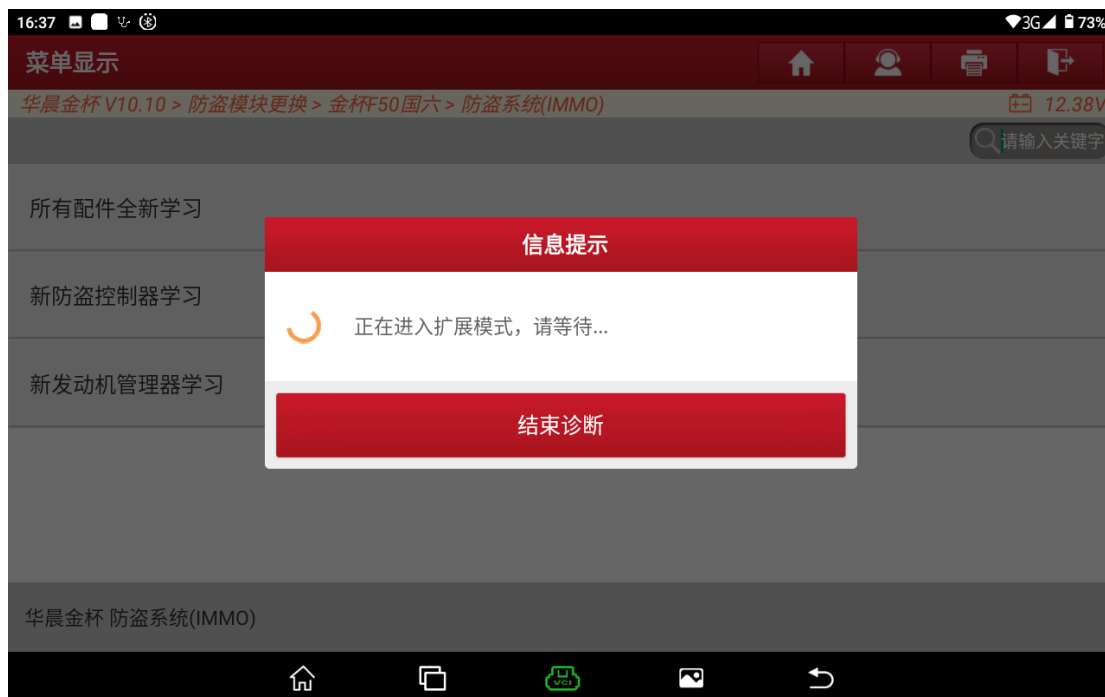 16:37 3G 73%
菜单显示
华晨金杯 V10.10 > 防盗模块更换 > 金杯F50国六 > 防盗系统(IMMO) 12.38V
请输入关键字
所有配件全新学习
信息提示
新防盗控制器学习
正在进入扩展模式，请等待...
新发动机管理器学习
结束诊断
华晨金杯 防盗系统(IMMO)
VCI